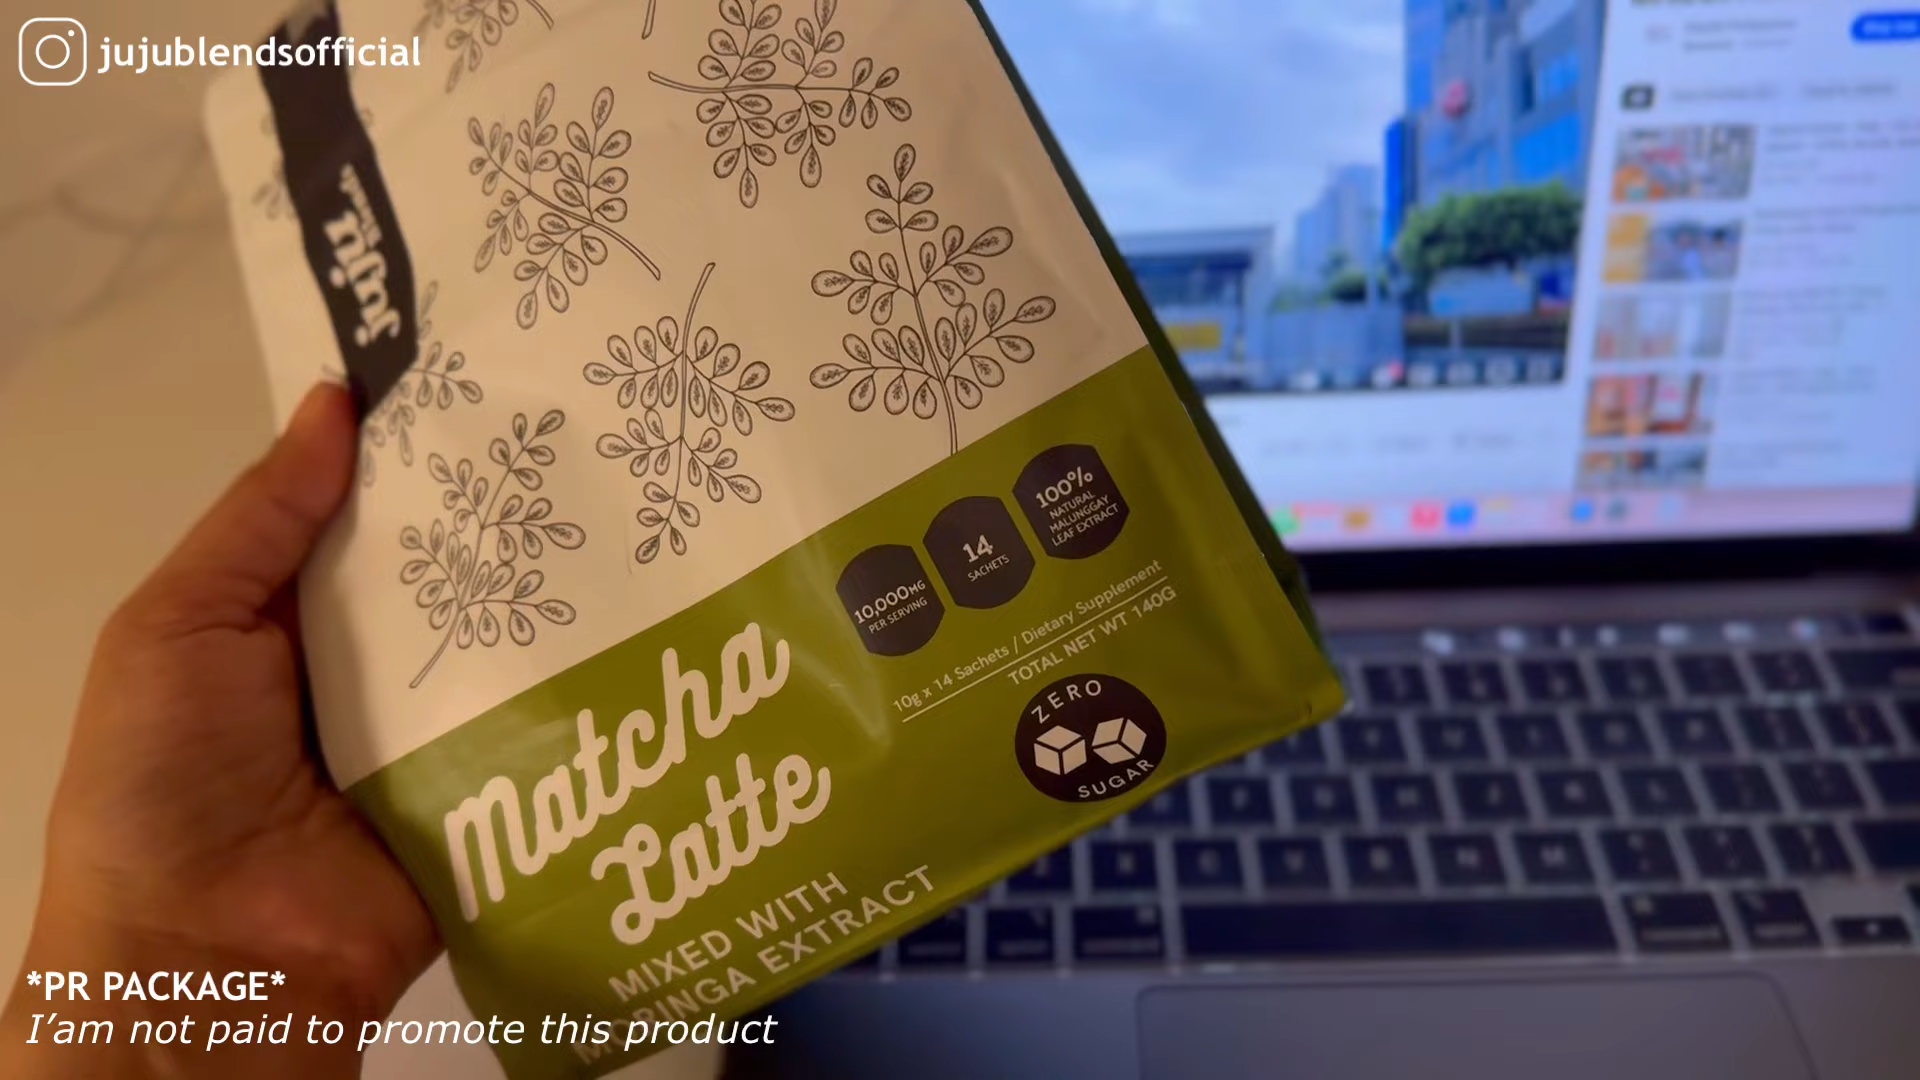 jujublendsofficial
juju
100%
NATURAL
MALUNGGAY
LEAF EXTRACT
14
SACHETS
10,000MG
PER SERVING
10g x 14 Sachets / Dietary Supplement
TOTAL NET WT 140G
ZERO
SUGAR
Matcha
Latte
MIXED WITH
MORINGA EXTRACT
*PR PACKAGE*
I'am not paid to promote this product